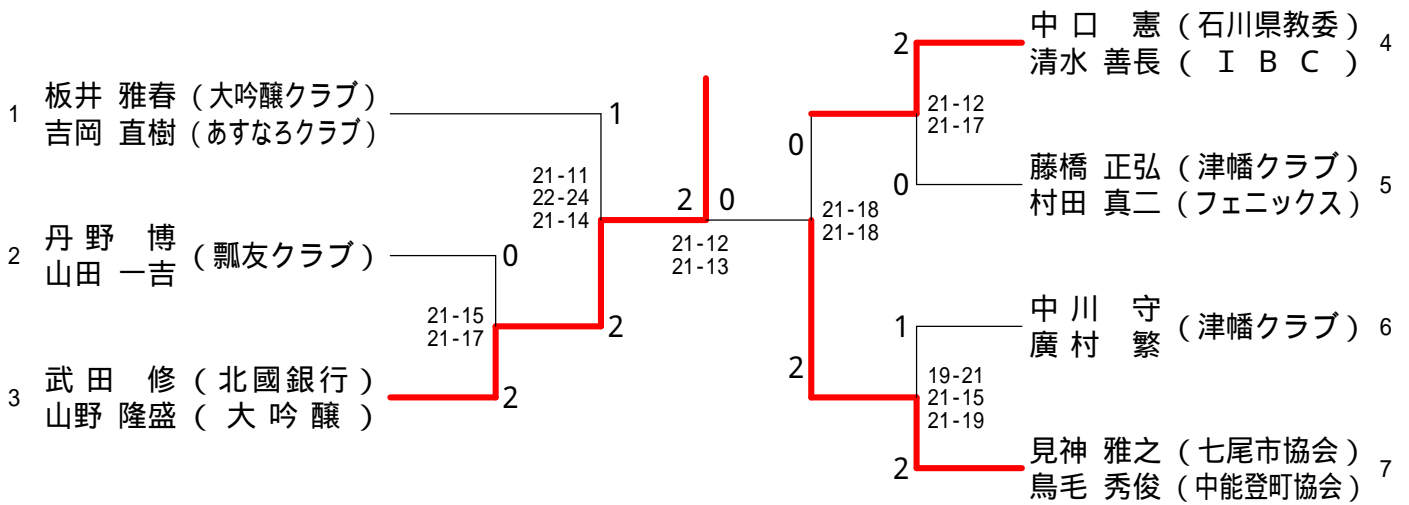 1
板井 雅春 (大吟醸クラブ)
吉岡 直樹 (あすなろクラブ)
1
2
丹野 博
山田 一吉
(瓢友クラブ)
0
3
武田 修 (北國銀行)
山野 隆盛 (大吟醸)
2
21-15
21-17
2
21-11
22-24
21-14
2
0
21-12
21-13
中口 憲 (石川県教委)
清水 善長 (ＩＢＣ)
4
2
21-12
21-17
藤橋 正弘 (津幡クラブ)
村田 真二 (フェニックス)
5
0
0
21-18
21-18
2
中川 守
廣村 繁
(津幡クラブ)
6
1
19-21
21-15
21-19
見神 雅之 (七尾市協会)
鳥毛 秀俊 (中能登町協会)
7
2